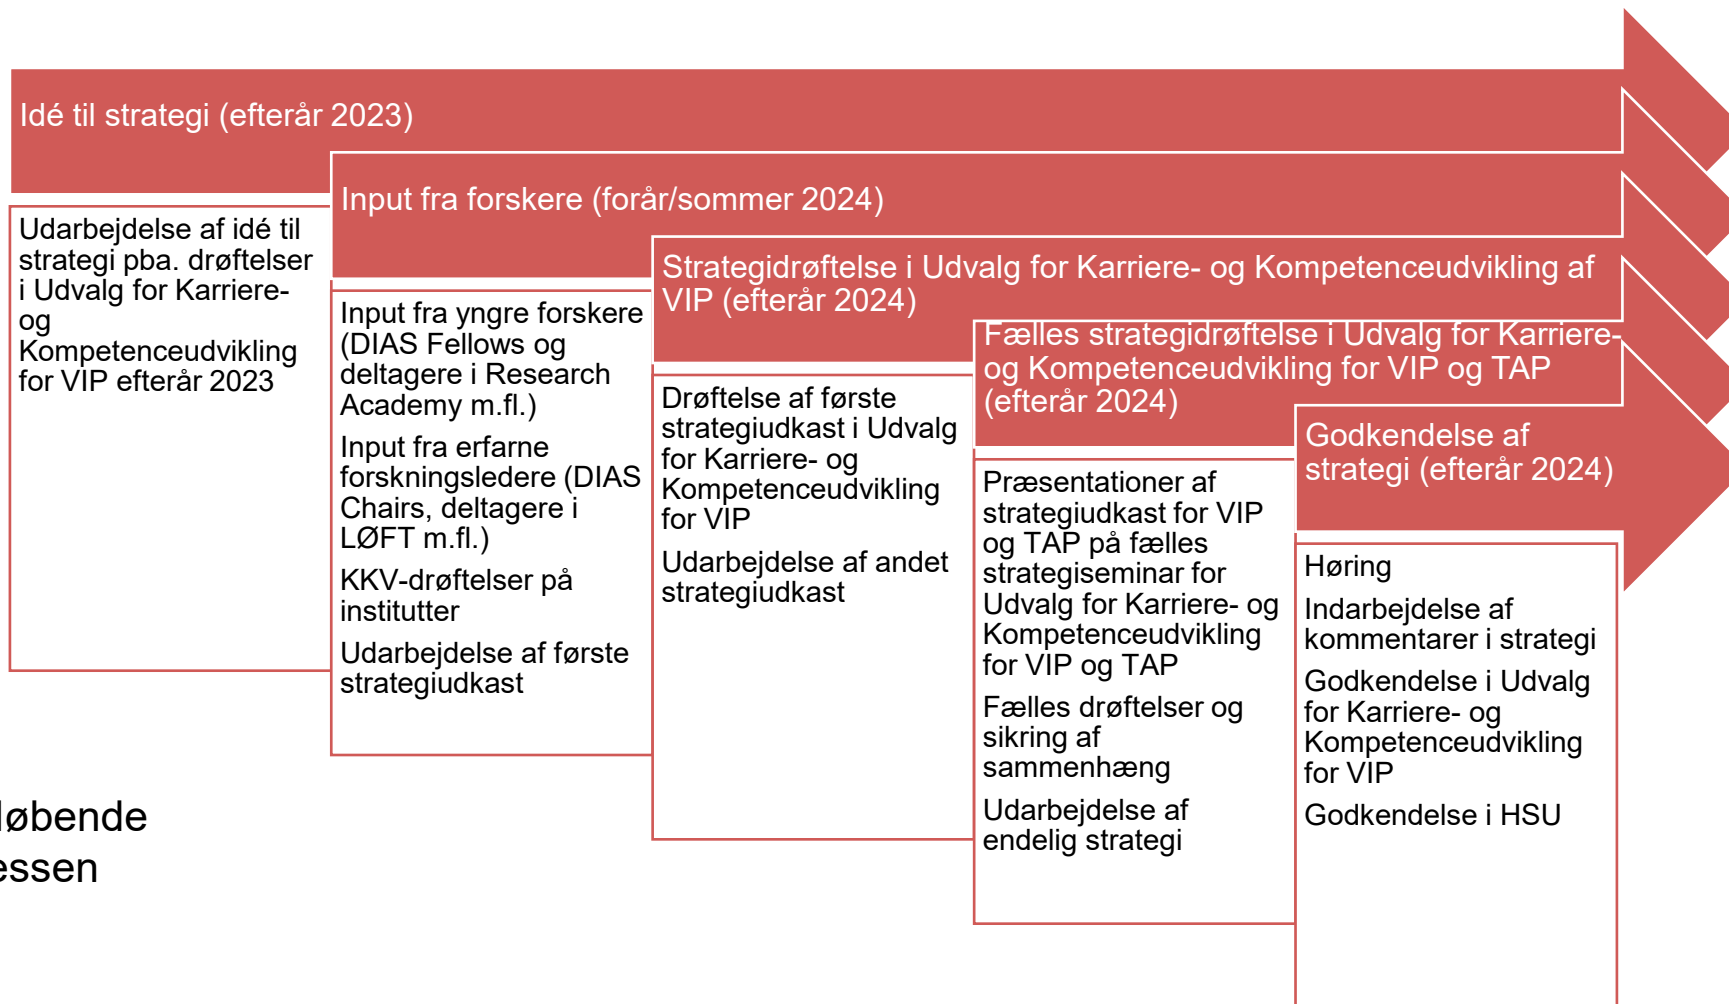 Idé til strategi (efterår 2023)
Udarbejdelse af idé til
strategi pba. drøftelser
i Udvalg for Karriere-
og
Kompetenceudvikling
for VIP efterår 2023
Input fra forskere (forår/sommer 2024)
Input fra yngre forskere
(DIAS Fellows og
deltagere i Research
Academy m.fl.)
Input fra erfarne
forskningsledere (DIAS
Chairs, deltagere i
LØFT m.fl.)
KKV-drøftelser på
institutter
Udarbejdelse af første
strategiudkast
Strategidrøftelse i Udvalg for Karriere- og Kompetenceudvikling af
VIP (efterår 2024)
Drøftelse af første
strategiudkast i Udvalg
for Karriere- og
Kompetenceudvikling
for VIP
Udarbejdelse af andet
strategiudkast
Fælles strategidrøftelse i Udvalg for Karriere-
og Kompetenceudvikling for VIP og TAP
(efterår 2024)
Præsentationer af
strategiudkast for VIP
og TAP på fælles
strategiseminar for
Udvalg for Karriere- og
Kompetenceudvikling
for VIP og TAP
Fælles drøftelser og
sikring af
sammenhæng
Udarbejdelse af
endelig strategi
Godkendelse af
strategi (efterår 2024)
Høring
Indarbejdelse af
kommentarer i strategi
Godkendelse i Udvalg
for Karriere- og
Kompetenceudvikling
for VIP
Godkendelse i HSU
løbende
essen